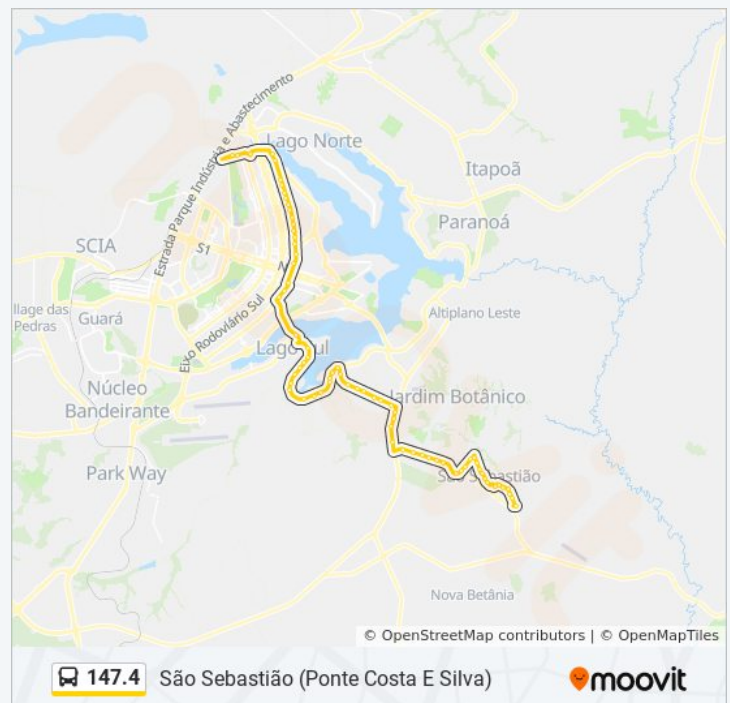 Estrada Parque Indústria e Abastecimento
Lago Norte
Itapoã
Paranoá
SCIA
S1
N
llage das
Pedras
Guará
Eixo Rodoviário Sul
Lago Sul
Altiplano Leste
Núcleo
Bandeirante
Jardim Botânico
Park Way
São Sebastião
Nova Betânia
© OpenStreetMap contributors | © OpenMapTiles
147.4
São Sebastião (Ponte Costa E Silva)
moovit